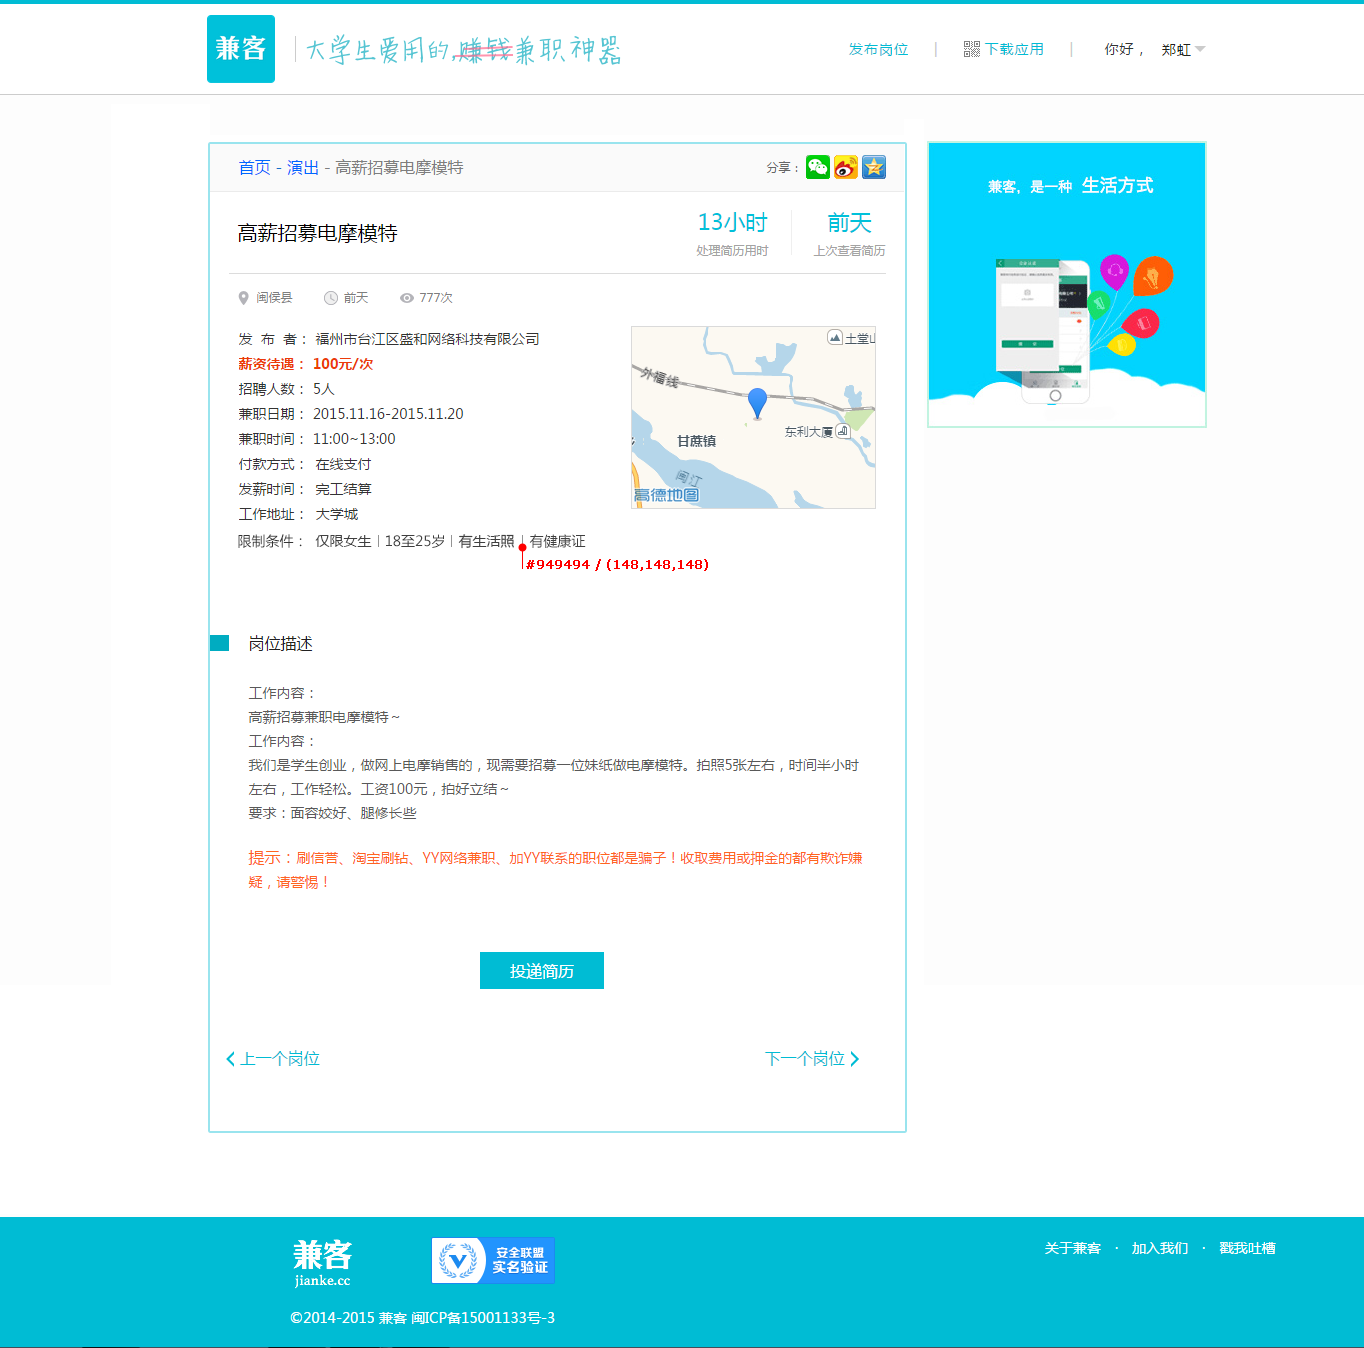 兼客
大学生爱用的,赚钱兼职神器
发布岗位 | 下载应用 | 你好， 郑虹
首页 - 演出 - 高薪招募电摩模特
分享：
高薪招募电摩模特
13小时
处理简历用时
前天
上次查看简历
闽侯县 前天 777次
发 布 者： 福州市台江区盛和网络科技有限公司
薪资待遇： 100元/次
招聘人数： 5人
兼职日期： 2015.11.16-2015.11.20
兼职时间： 11:00~13:00
付款方式： 在线支付
发薪时间： 完工结算
工作地址： 大学城
限制条件： 仅限女生 | 18至25岁 | 有生活照 | 有健康证
#949494 / (148,148,148)
土堂山
外福线
东利大厦
甘蔗镇
闽江
高德地图
兼客，是一种 生活方式
岗位描述
工作内容：
高薪招募兼职电摩模特~
工作内容：
我们是学生创业，做网上电摩销售的，现需要招募一位妹纸做电摩模特。拍照5张左右，时间半小时
左右，工作轻松。工资100元，拍好立结~
要求：面容姣好、腿修长些
提示：刷信誉、淘宝刷钻、YY网络兼职、加YY联系的职位都是骗子！收取费用或押金的都有欺诈嫌
疑，请警惕！
投递简历
上一个岗位
下一个岗位
兼客
jianke.cc
安全联盟
实名验证
关于兼客 · 加入我们 · 戳我吐槽
©2014-2015 兼客 闽ICP备15001133号-3